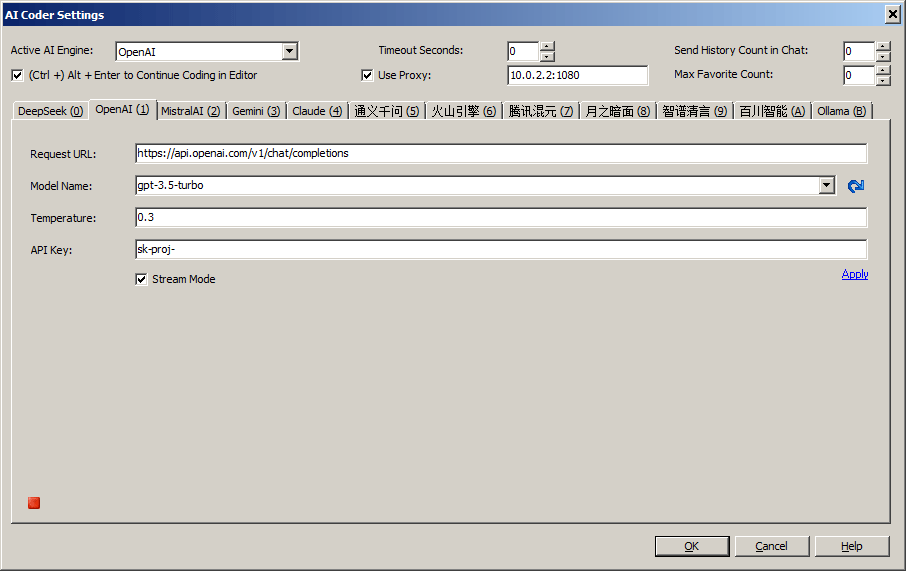 AI Coder Settings
Active AI Engine: OpenAI Timeout Seconds: 0 Send History Count in Chat: 0
(Ctrl +) Alt + Enter to Continue Coding in Editor Use Proxy: 10.0.2.2:1080 Max Favorite Count: 0
DeepSeek (0) OpenAI (1) MistralAI (2) Gemini (3) Claude (4) 通义千问 (5) 火山引擎 (6) 腾讯混元 (7) 月之暗面 (8) 智谱清言 (9) 百川智能 (A) Ollama (B)
Request URL: https://api.openai.com/v1/chat/completions
Model Name: gpt-3.5-turbo
Temperature: 0.3
API Key: sk-proj-
Stream Mode
Apply
OK Cancel Help